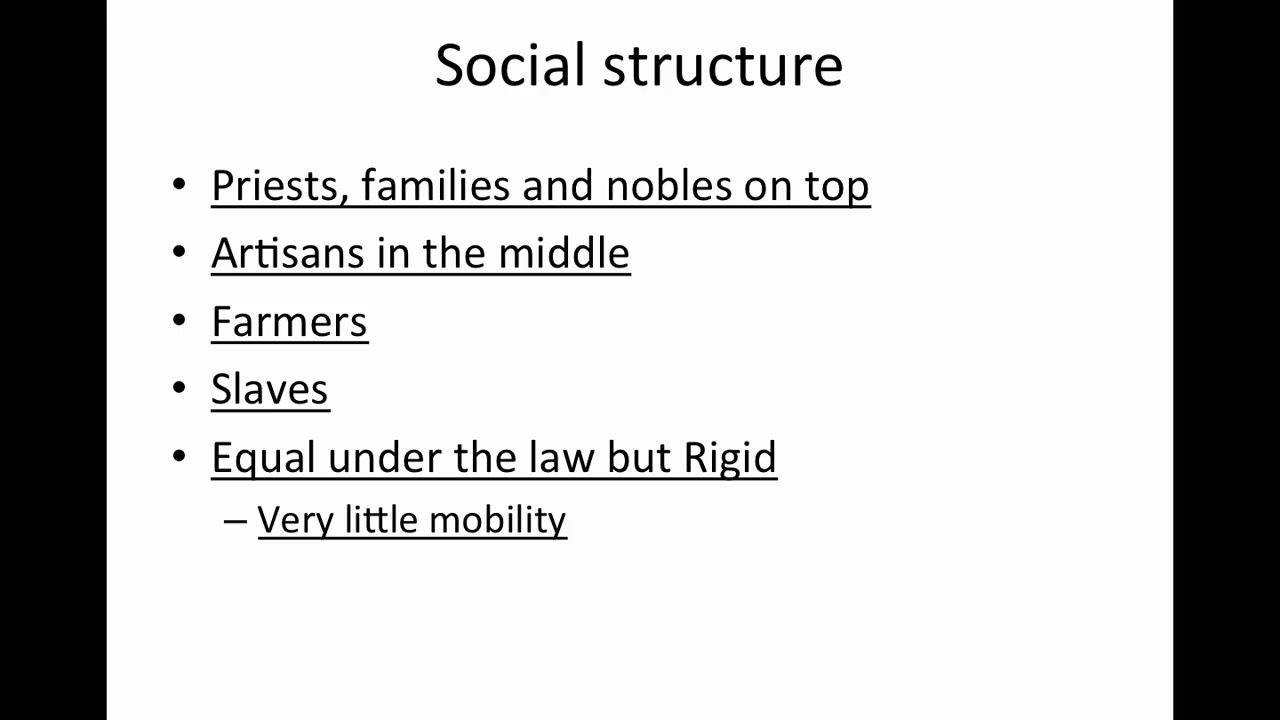 Social structure
• Priests, families and nobles on top
• Artisans in the middle
• Farmers
• Slaves
• Equal under the law but Rigid
– Very little mobility